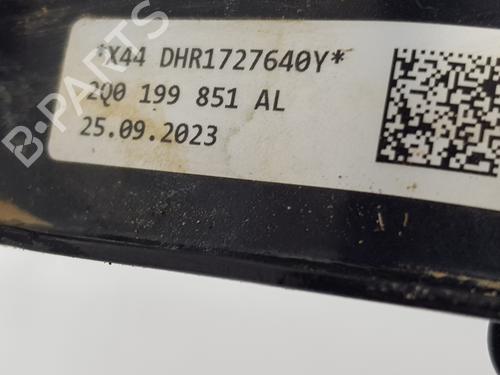 *X44 DHR1727640Y*
2Q0 199 851 AL
25.09.2023
B-PARTS